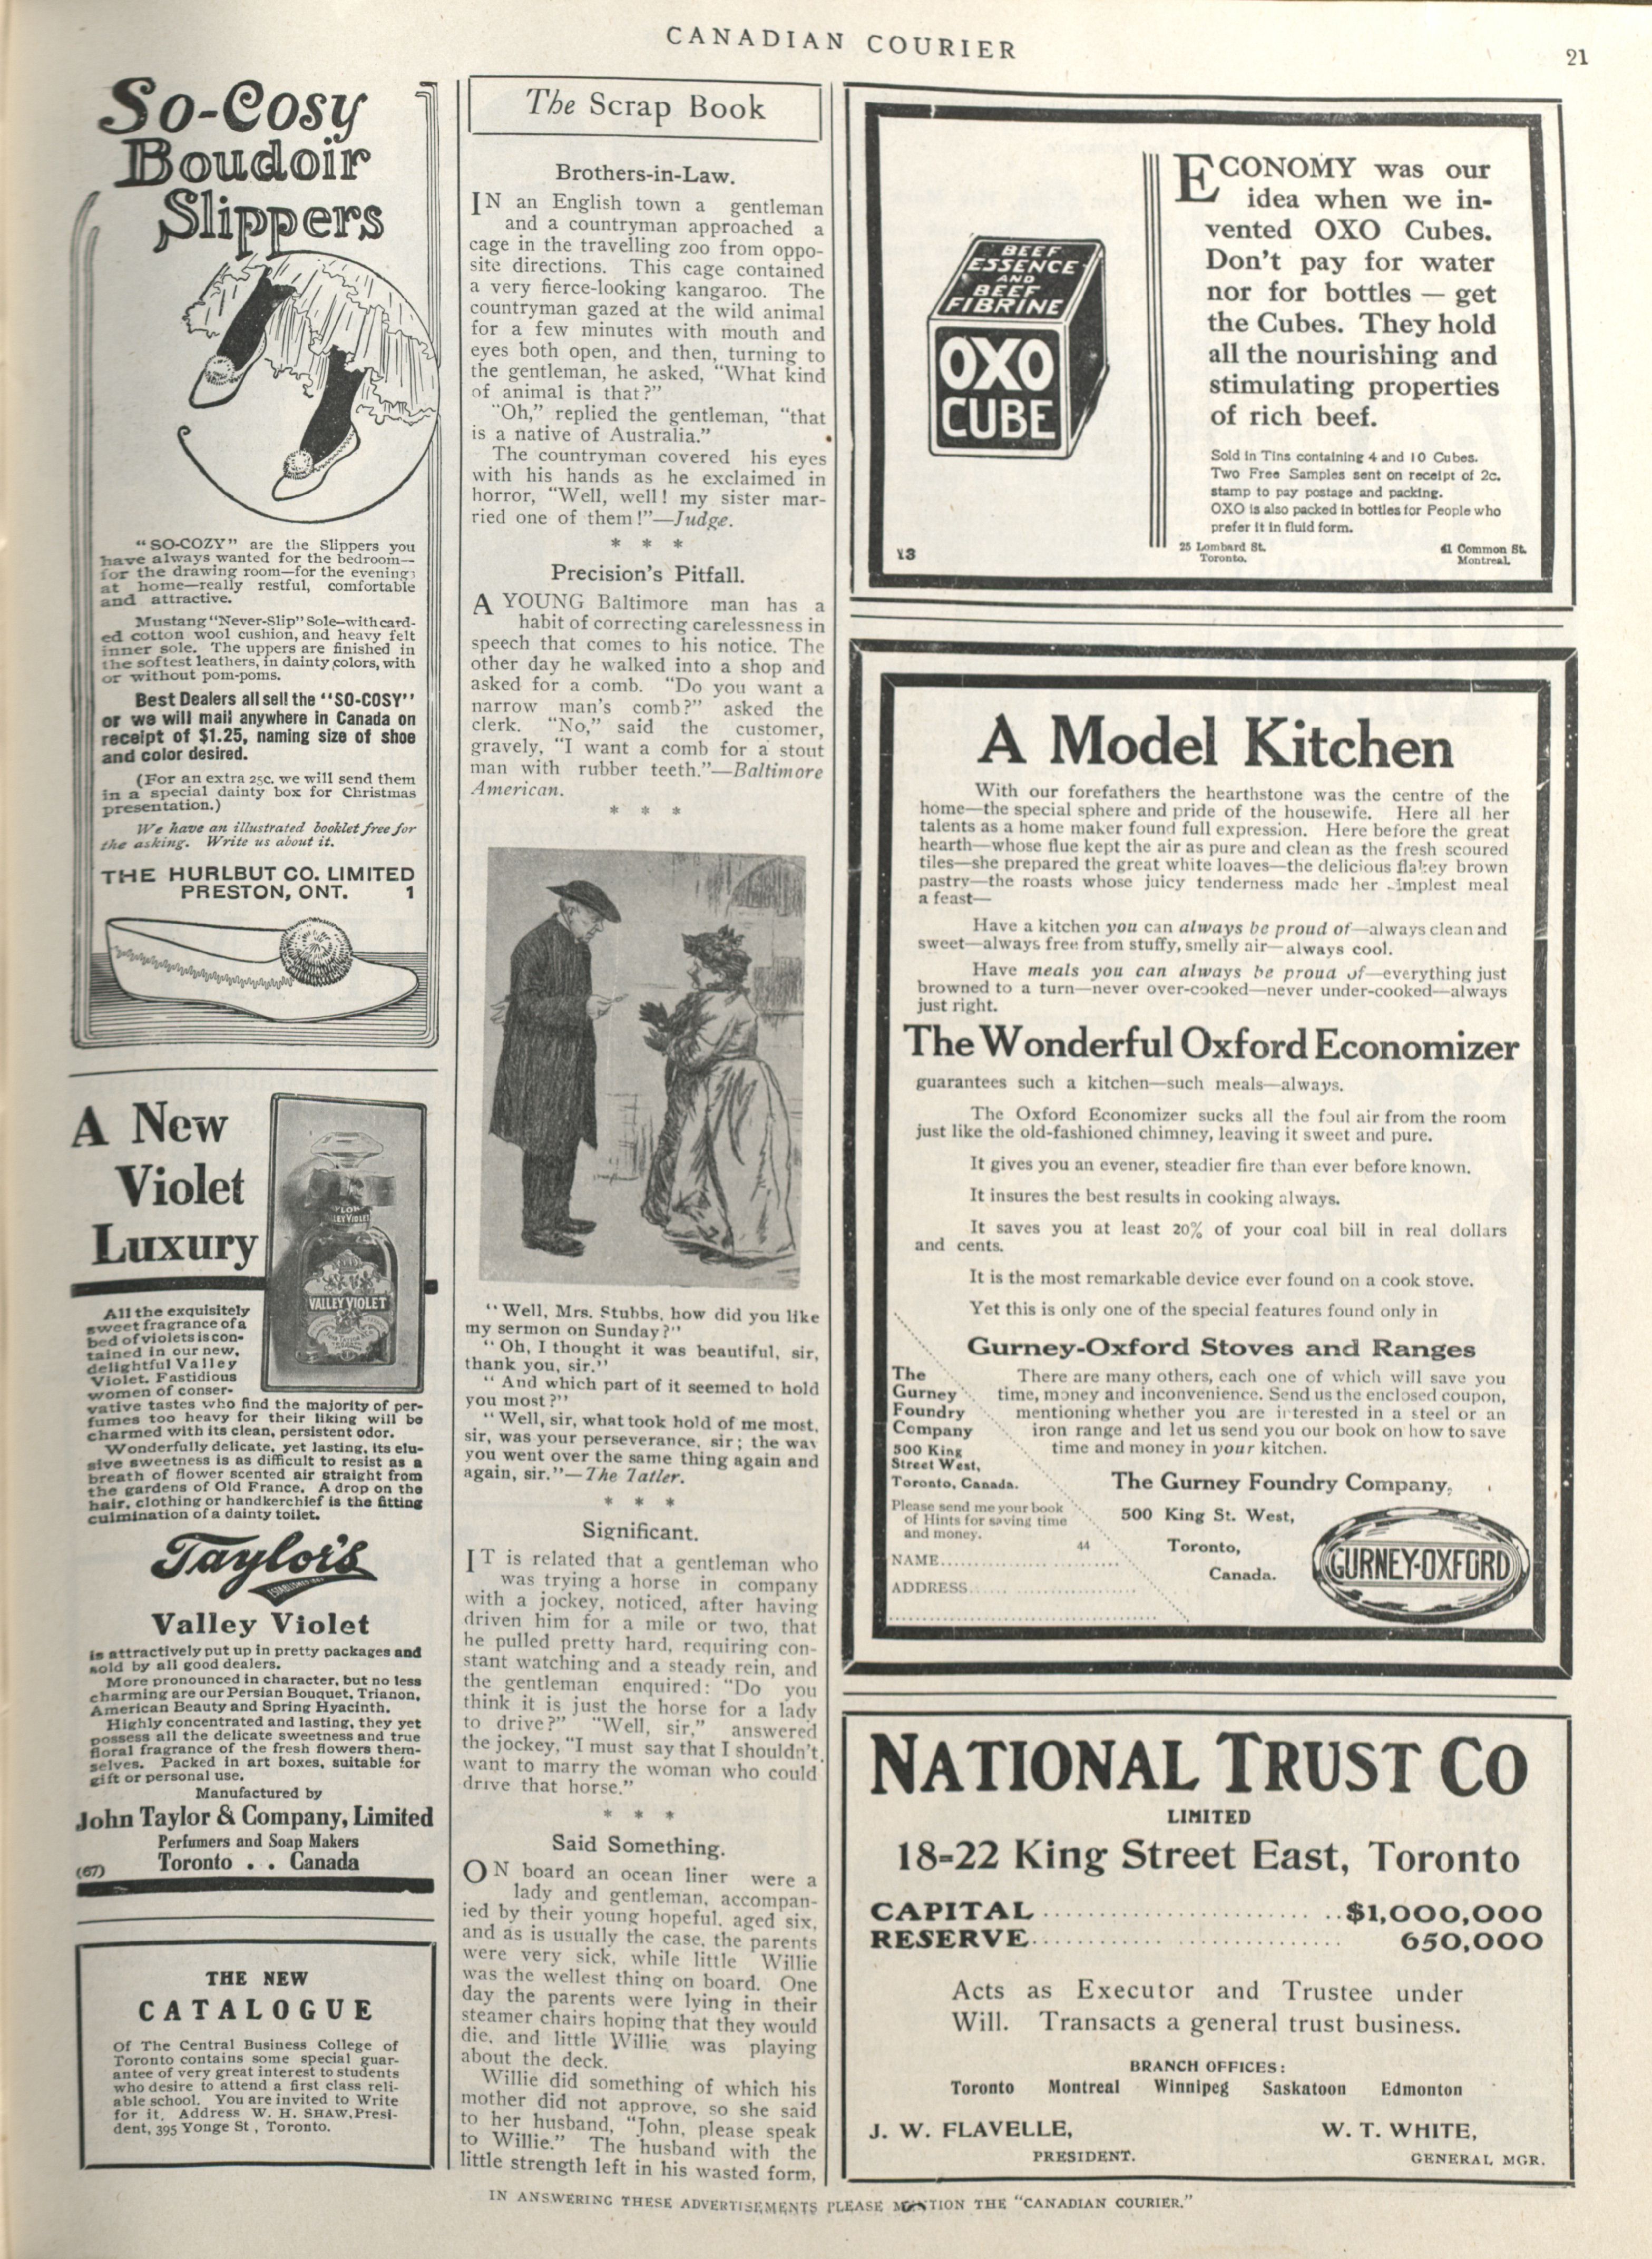 CANADIAN COURIER
21
So-Cosy
Boudoir
Slippers
"SO-COZY" are the Slippers you
have always wanted for the bedroom—
for the drawing room—for the evenings
at home—really restful, comfortable
and attractive.
Mustang "Never-Slip" Sole—with card-
ed cotton wool cushion, and heavy felt
inner sole. The uppers are finished in
the softest leathers, in dainty colors, with
or without pom-poms.
Best Dealers all sell the "SO-COSY"
or we will mail anywhere in Canada on
receipt of $1.25, naming size of shoe
and color desired.
(For an extra 25c. we will send them
in a special dainty box for Christmas
presentation.)
We have an illustrated booklet free for
the asking. Write us about it.
THE HURLBUT CO. LIMITED
PRESTON, ONT. 1
A New
Violet
Luxury
VALLEY VIOLET
All the exquisitely
sweet fragrance of a
bed of violets is con-
tained in our new,
delightful Valley
Violet. Fastidious
women of conser-
vative tastes who find the majority of per-
fumes too heavy for their liking will be
charmed with its clean, persistent odor.
Wonderfully delicate, yet lasting, its elu-
sive sweetness is as difficult to resist as a
breath of flower scented air straight from
the gardens of Old France. A drop on the
hair, clothing or handkerchief is the fitting
culmination of a dainty toilet.
Taylor's
Valley Violet
is attractively put up in pretty packages and
sold by all good dealers.
More pronounced in character, but no less
charming are our Persian Bouquet, Trianon,
American Beauty and Spring Hyacinth.
Highly concentrated and lasting, they yet
possess all the delicate sweetness and true
floral fragrance of the fresh flowers them-
selves. Packed in art boxes, suitable for
gift or personal use.
Manufactured by
John Taylor & Company, Limited
Perfumers and Soap Makers
(67) Toronto . . Canada
THE NEW
CATALOGUE
Of The Central Business College of
Toronto contains some special guar-
antee of very great interest to students
who desire to attend a first class reli-
able school. You are invited to Write
for it. Address W. H. SHAW, Presi-
dent, 395 Yonge St, Toronto.
The Scrap Book
Brothers-in-Law.
IN an English town a gentleman
and a countryman approached a
cage in the travelling zoo from oppo-
site directions. This cage contained
a very fierce-looking kangaroo. The
countryman gazed at the wild animal
for a few minutes with mouth and
eyes both open, and then, turning to
the gentleman, he asked, "What kind
of animal is that?"
"Oh," replied the gentleman, "that
is a native of Australia."
The countryman covered his eyes
with his hands as he exclaimed in
horror, "Well, well! my sister mar-
ried one of them!"—Judge.
* * *
Precision's Pitfall.
A YOUNG Baltimore man has a
habit of correcting carelessness in
speech that comes to his notice. The
other day he walked into a shop and
asked for a comb. "Do you want a
narrow man's comb?" asked the
clerk. "No," said the customer,
gravely, "I want a comb for a stout
man with rubber teeth."—Baltimore
American.
* * *
"Well, Mrs. Stubbs, how did you like
my sermon on Sunday?"
"Oh, I thought it was beautiful, sir,
thank you, sir."
"And which part of it seemed to hold
you most?"
"Well, sir, what took hold of me most,
sir, was your perseverance, sir; the way
you went over the same thing again and
again, sir."—The Tatler.
* * *
Significant.
IT is related that a gentleman who
was trying a horse in company
with a jockey, noticed, after having
driven him for a mile or two, that
he pulled pretty hard, requiring con-
stant watching and a steady rein, and
the gentleman enquired: "Do you
think it is just the horse for a lady
to drive?" "Well, sir," answered
the jockey, "I must say that I shouldn't
want to marry the woman who could
drive that horse."
* * *
Said Something.
ON board an ocean liner were a
lady and gentleman, accompan-
ied by their young hopeful, aged six,
and as is usually the case, the parents
were very sick, while little Willie
was the wellest thing on board. One
day the parents were lying in their
steamer chairs hoping that they would
die, and little Willie was playing
about the deck.
Willie did something of which his
mother did not approve, so she said
to her husband, "John, please speak
to Willie." The husband with the
little strength left in his wasted form,
BEEF
ESSENCE
AND
BEEF
FIBRINE
OXO
CUBE
ECONOMY was our
idea when we in-
vented OXO Cubes.
Don't pay for water
nor for bottles — get
the Cubes. They hold
all the nourishing and
stimulating properties
of rich beef.
Sold in Tins containing 4 and 10 Cubes.
Two Free Samples sent on receipt of 2c.
stamp to pay postage and packing.
OXO is also packed in bottles for People who
prefer it in fluid form.
13
25 Lombard St. 41 Common St.
Toronto. Montreal.
A Model Kitchen
With our forefathers the hearthstone was the centre of the
home—the special sphere and pride of the housewife. Here all her
talents as a home maker found full expression. Here before the great
hearth—whose flue kept the air as pure and clean as the fresh scoured
tiles—she prepared the great white loaves—the delicious flakey brown
pastry—the roasts whose juicy tenderness made her simplest meal
a feast—
Have a kitchen you can always be proud of—always clean and
sweet—always free from stuffy, smelly air—always cool.
Have meals you can always be proud of—everything just
browned to a turn—never over-cooked—never under-cooked—always
just right.
The Wonderful Oxford Economizer
guarantees such a kitchen—such meals—always.
The Oxford Economizer sucks all the foul air from the room
just like the old-fashioned chimney, leaving it sweet and pure.
It gives you an evener, steadier fire than ever before known.
It insures the best results in cooking always.
It saves you at least 20% of your coal bill in real dollars
and cents.
It is the most remarkable device ever found on a cook stove.
Yet this is only one of the special features found only in
Gurney-Oxford Stoves and Ranges
There are many others, each one of which will save you
time, money and inconvenience. Send us the enclosed coupon,
mentioning whether you are interested in a steel or an
iron range and let us send you our book on how to save
time and money in your kitchen.
The Gurney Foundry Company,
500 King St. West,
Toronto,
Canada.
GURNEY-OXFORD
The
Gurney
Foundry
Company
500 King
Street West,
Toronto, Canada.
Please send me your book
of Hints for saving time
and money.
44
NAME
ADDRESS
NATIONAL TRUST CO
LIMITED
18-22 King Street East, Toronto
CAPITAL $1,000,000
RESERVE 650,000
Acts as Executor and Trustee under
Will. Transacts a general trust business.
BRANCH OFFICES:
Toronto Montreal Winnipeg Saskatoon Edmonton
J. W. FLAVELLE, W. T. WHITE,
PRESIDENT. GENERAL MGR.
IN ANSWERING THESE ADVERTISEMENTS PLEASE MENTION THE "CANADIAN COURIER."